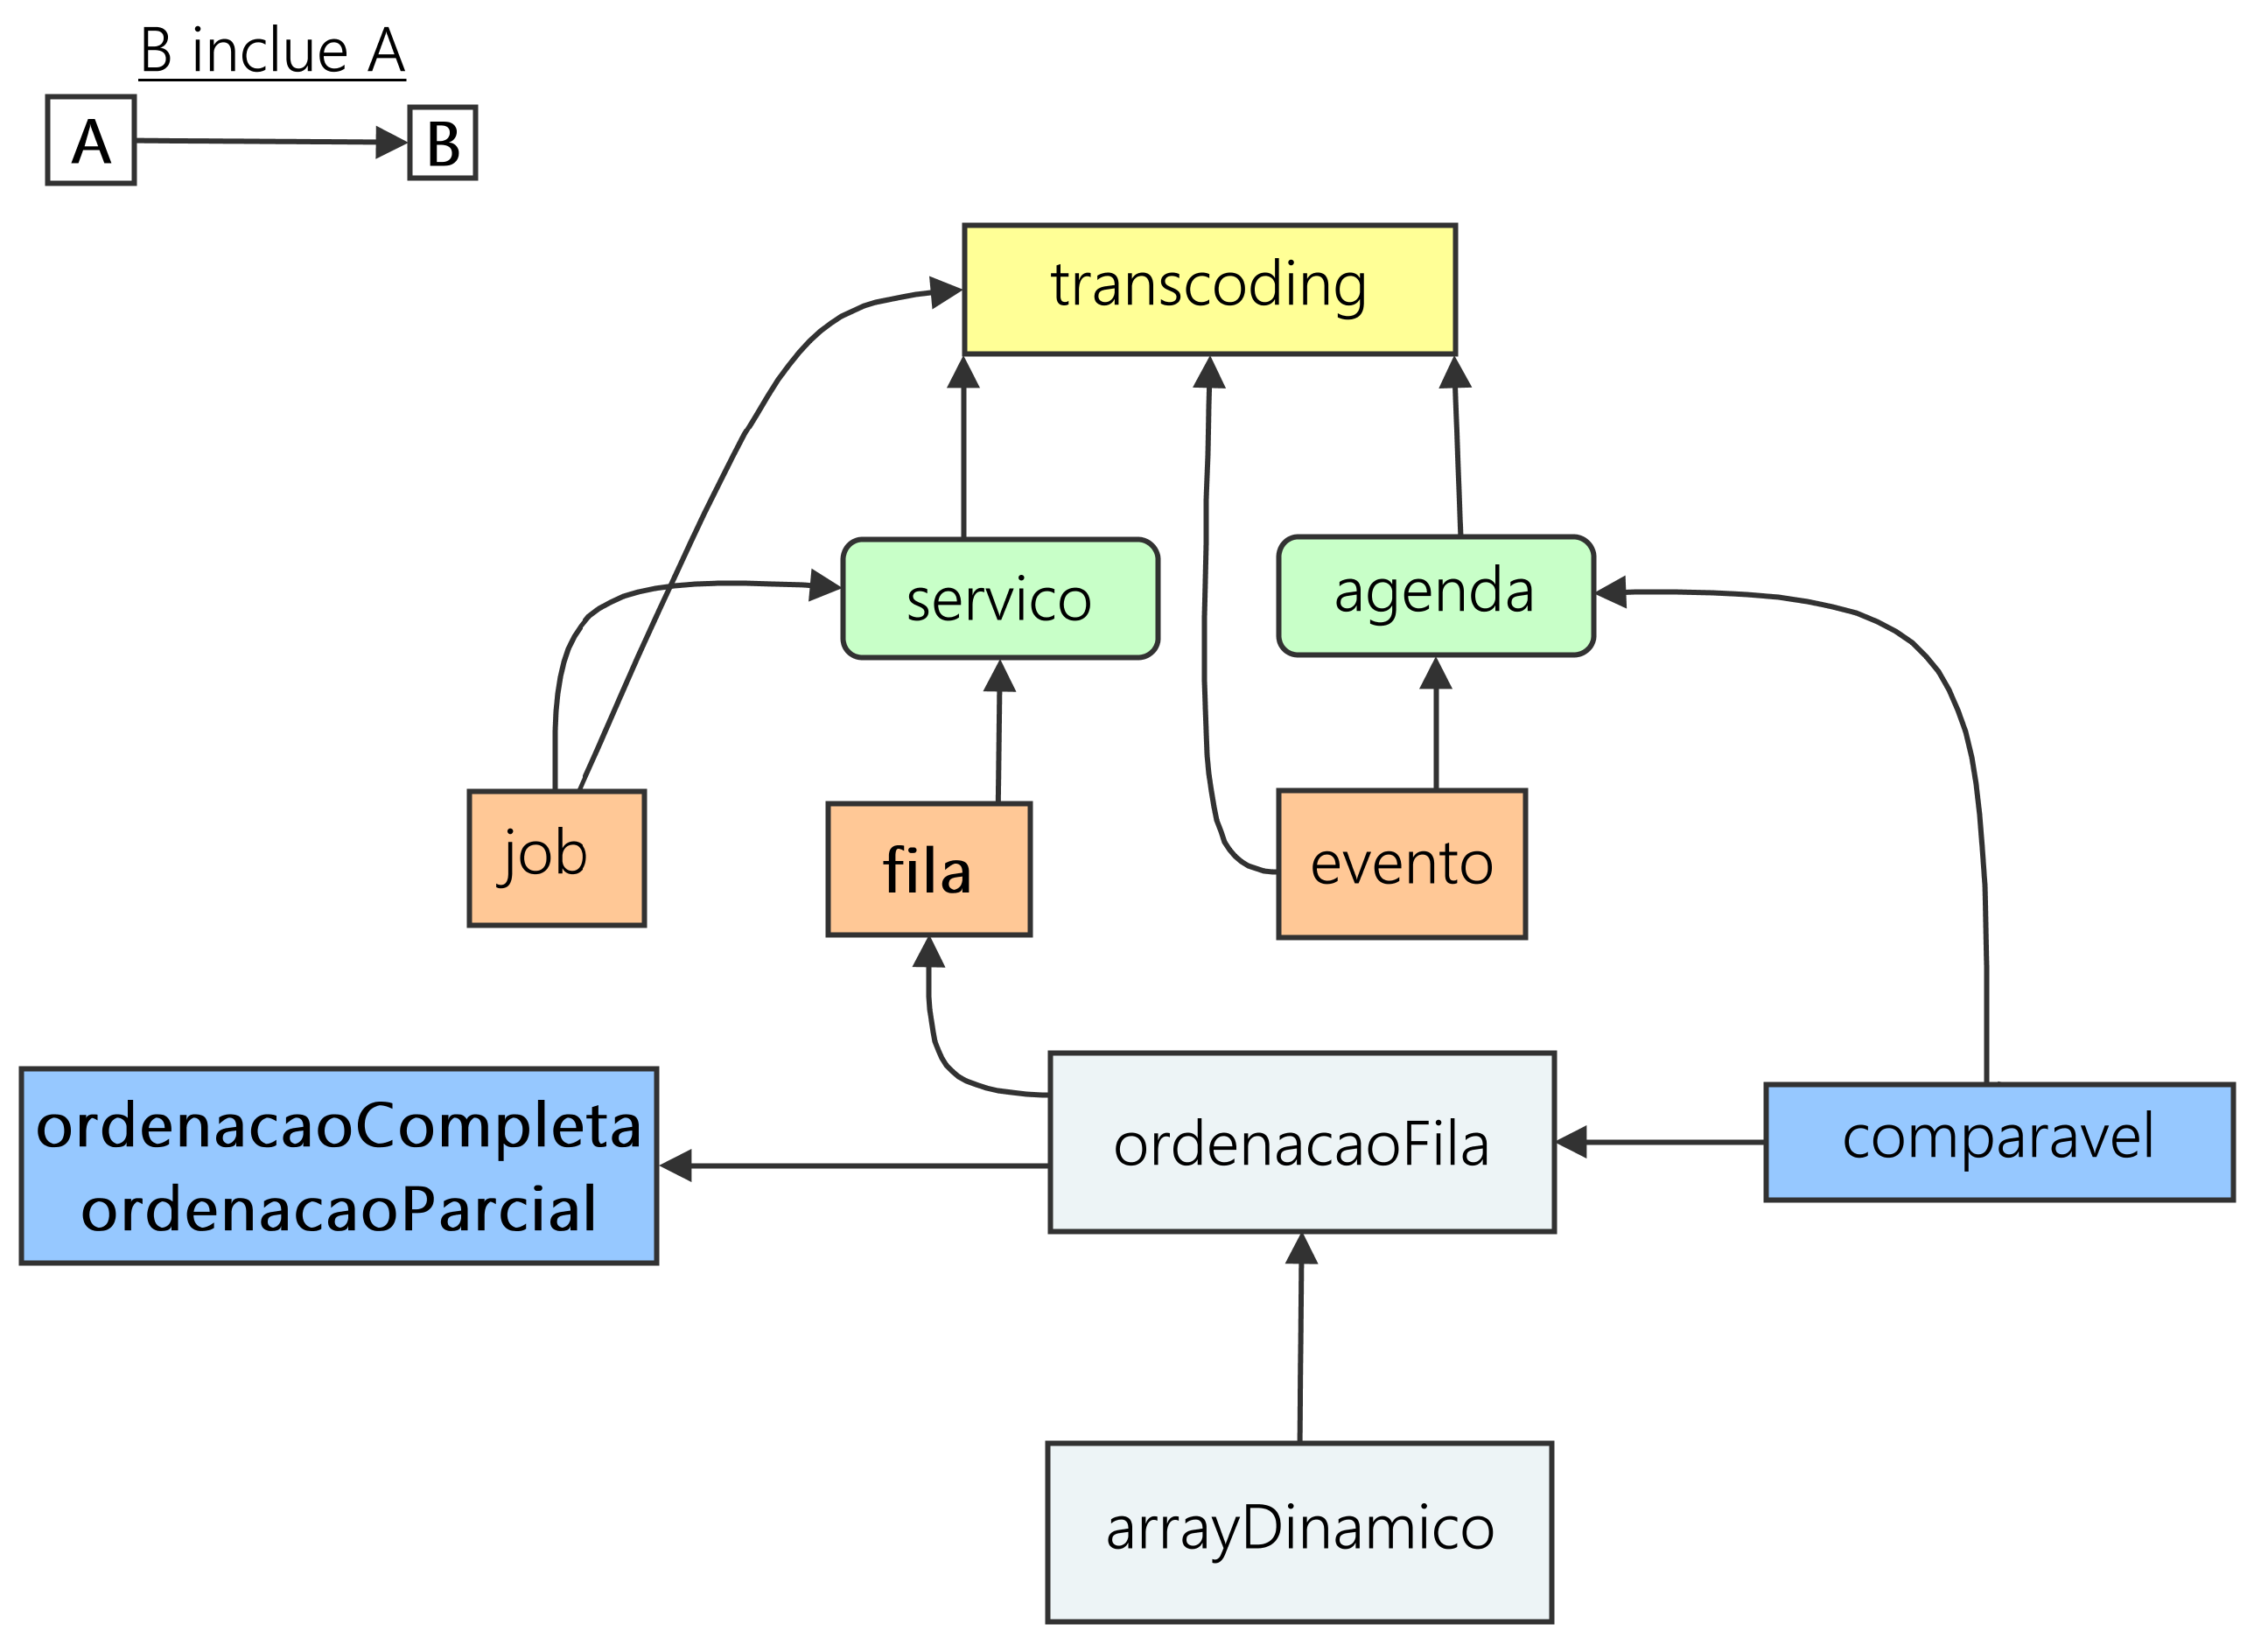 B inclue A
A
B
transcoding
servico
agenda
job
fila
evento
ordenacaoCompleta
ordenacaoParcial
ordenacaoFila
comparavel
arrayDinamico